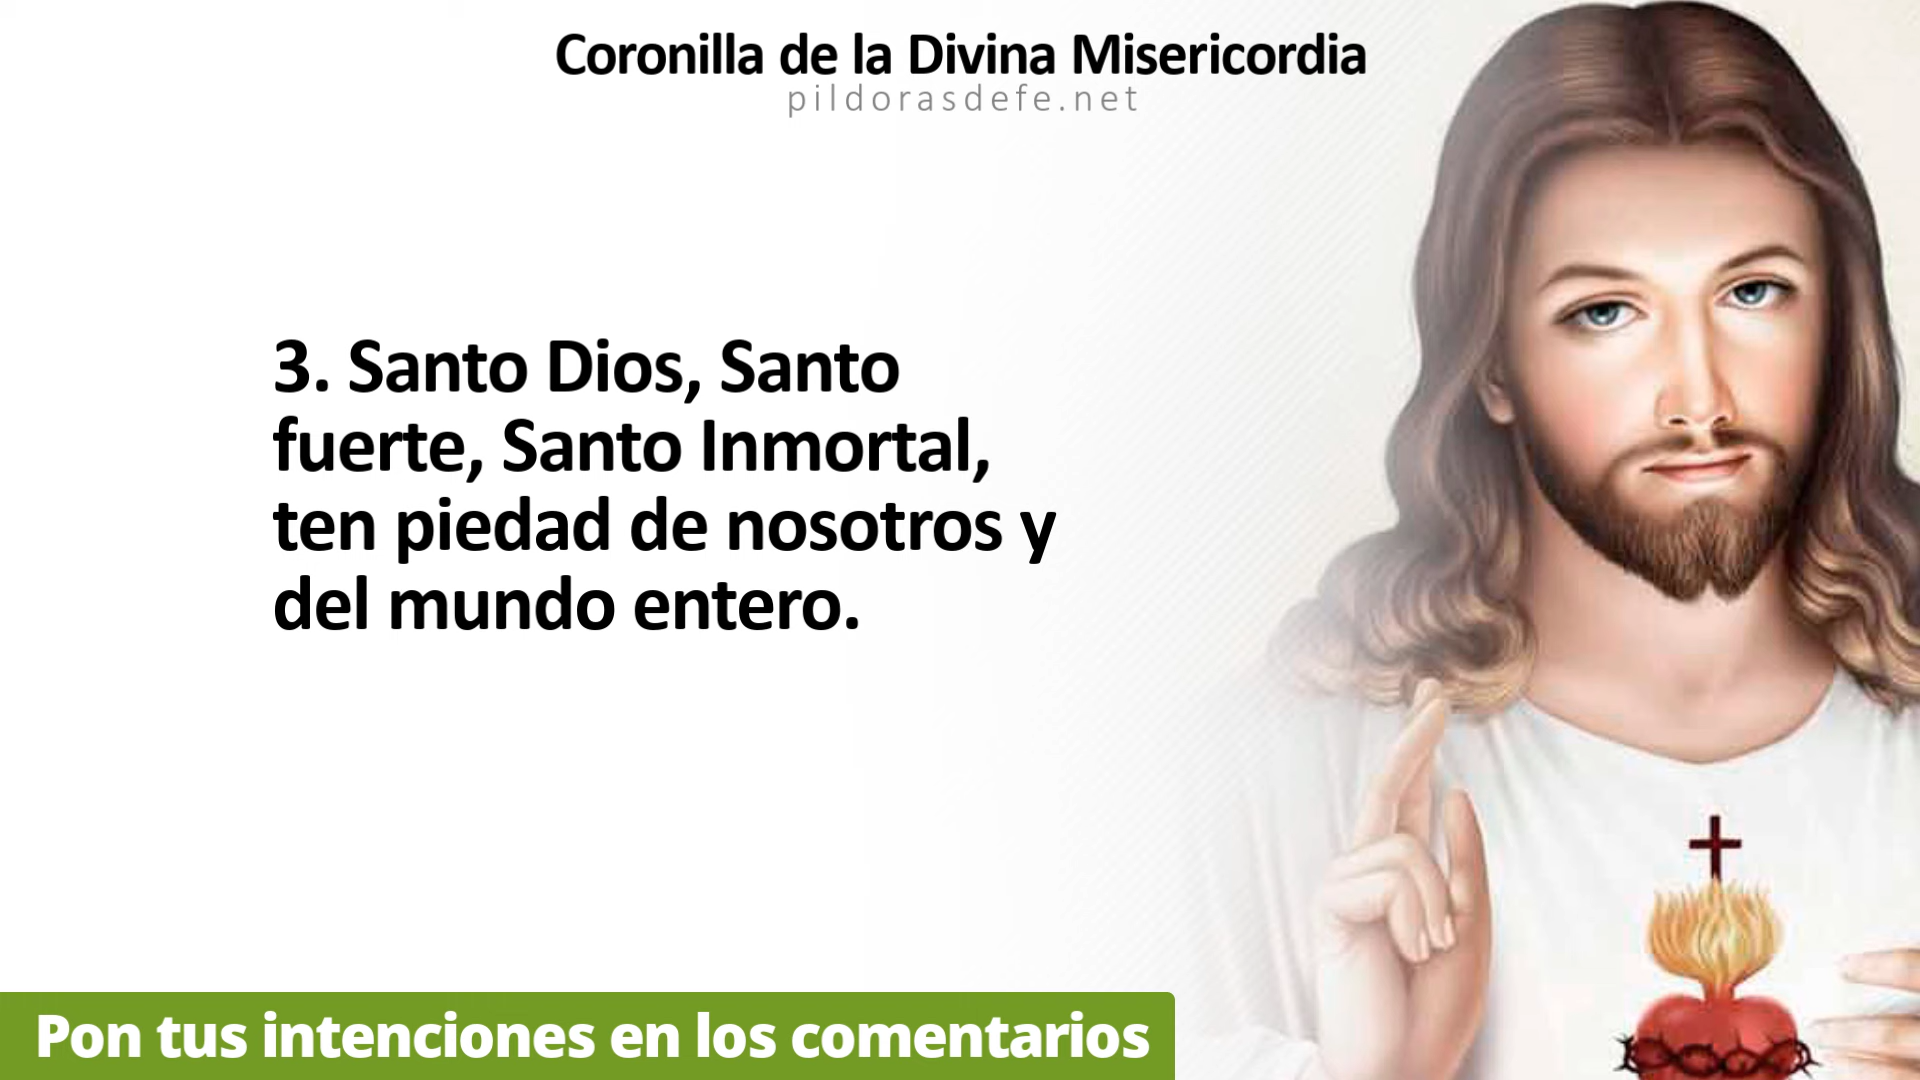 Coronilla de la Divina Misericordia
pildorasdefe.net
3. Santo Dios, Santo
fuerte, Santo Inmortal,
ten piedad de nosotros y
del mundo entero.
Pon tus intenciones en los comentarios